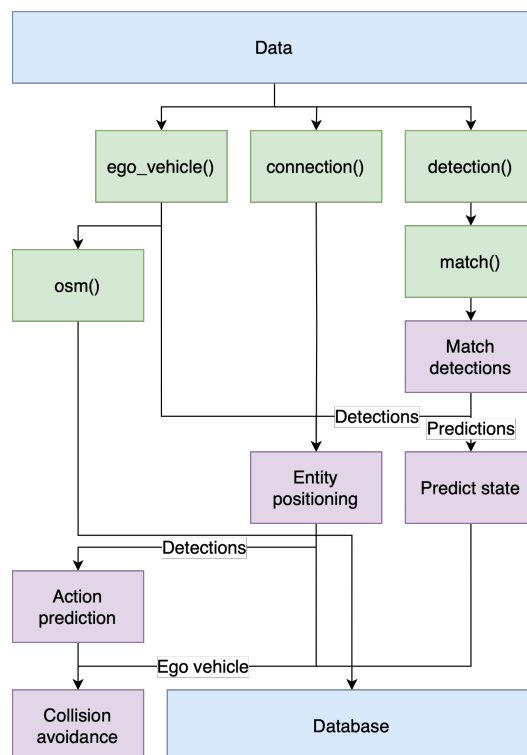 Data
ego_vehicle()
connection()
detection()
osm()
match()
Match
detections
Detections
Predictions
Entity
positioning
Predict state
Detections
Action
prediction
Ego vehicle
Collision
avoidance
Database